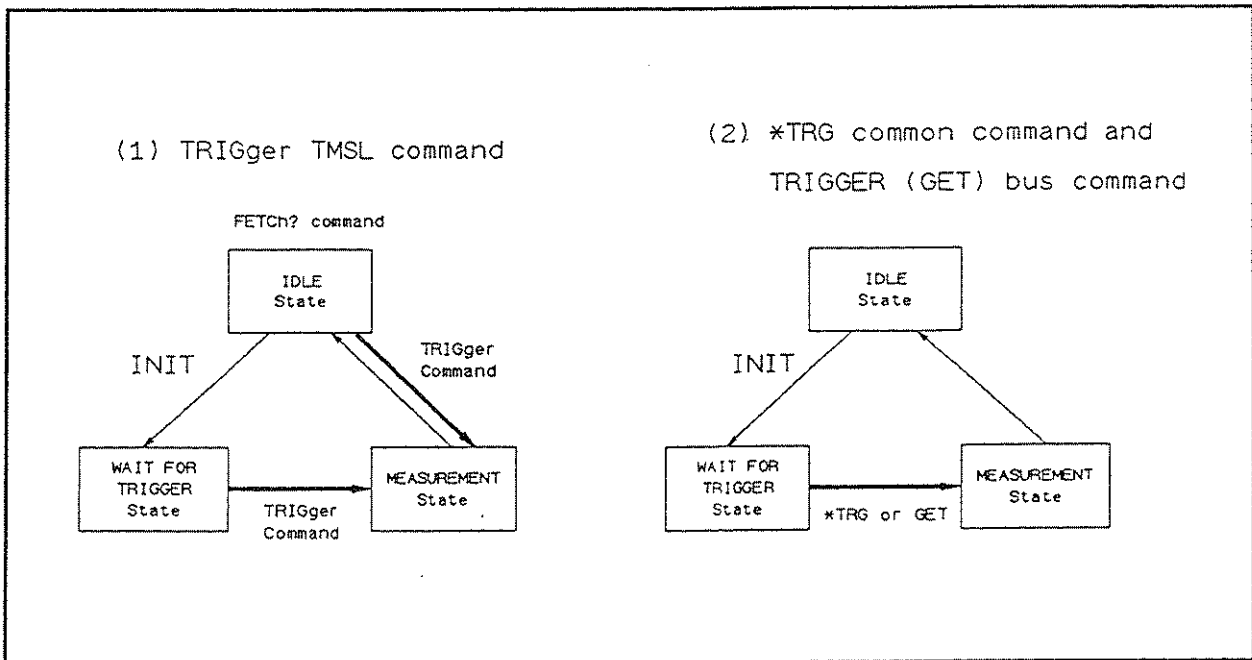 (1) TRIGger TMSL command
FETCh? command
IDLE
State
INIT
TRIGger
Command
WAIT FOR
TRIGGER
State
TRIGger
Command
MEASUREMENT
State
(2) *TRG common command and
TRIGGER (GET) bus command
IDLE
State
INIT
WAIT FOR
TRIGGER
State
*TRG or GET
MEASUREMENT
State